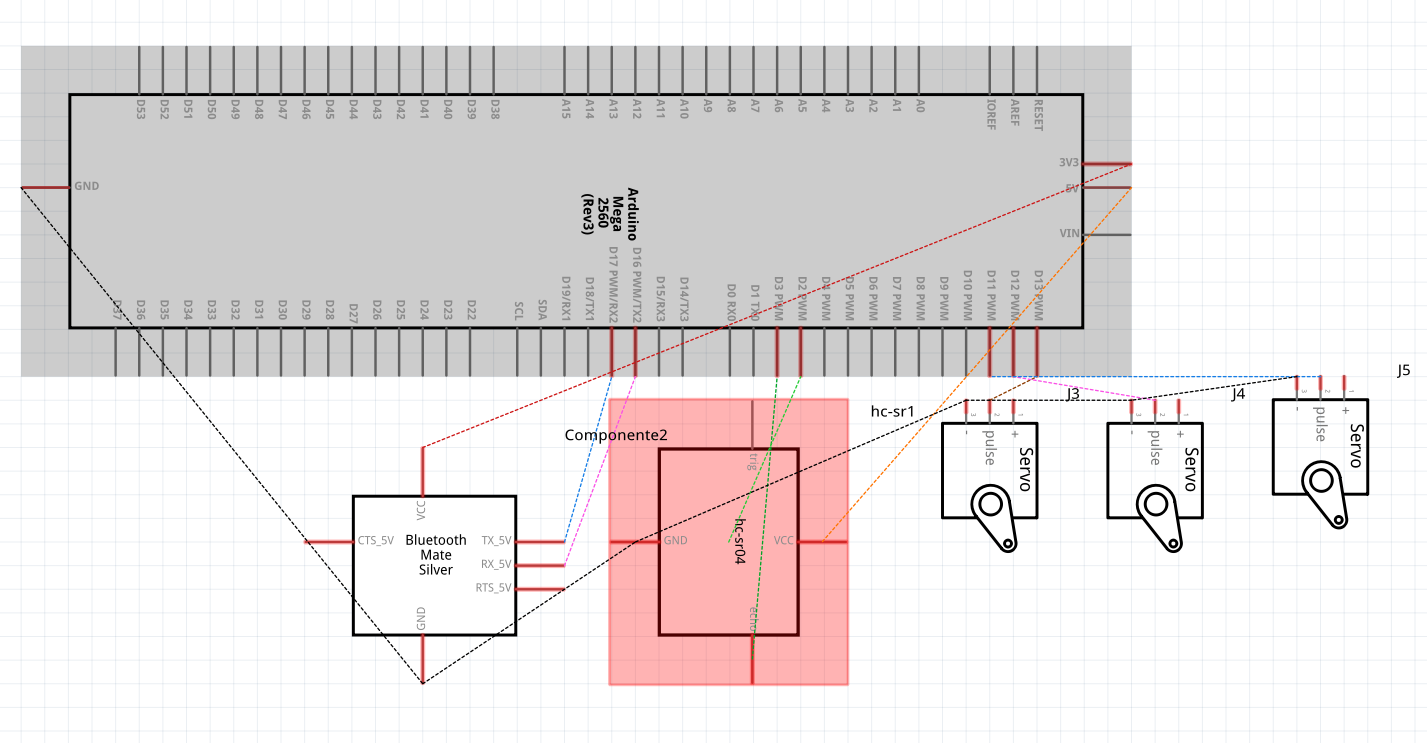 D53
D52
D51
D50
D49
D48
D47
D46
D45
D44
D43
D42
D41
D40
D39
D38
A15
A14
A13
A12
A11
A10
A9
A8
A7
A6
A5
A4
A3
A2
A1
A0
IOREF
AREF
RESET
3V3
5V
VIN
GND
Arduino
Mega
2560
(Rev3)
D37
D36
D35
D34
D33
D32
D31
D30
D29
D28
D27
D26
D25
D24
D23
D22
SCL
SDA
D19/RX1
D18/TX1
D17 PWM/RX2
D16 PWM/TX2
D15/RX3
D14/TX3
D0 RX0
D1 TX0
D3 PWM
D2 PWM
D4 PWM
D5 PWM
D6 PWM
D7 PWM
D8 PWM
D9 PWM
D10 PWM
D11 PWM
D12 PWM
D13 PWM
J5
J3
J4
hc-sr1
Componente2
VCC
CTS_5V
Bluetooth
Mate
Silver
TX_5V
RX_5V
RTS_5V
GND
trig
GND
hc-sr04
VCC
echo
3
2
1
-
pulse
+
Servo
3
2
1
-
pulse
+
Servo
3
2
1
-
pulse
+
Servo